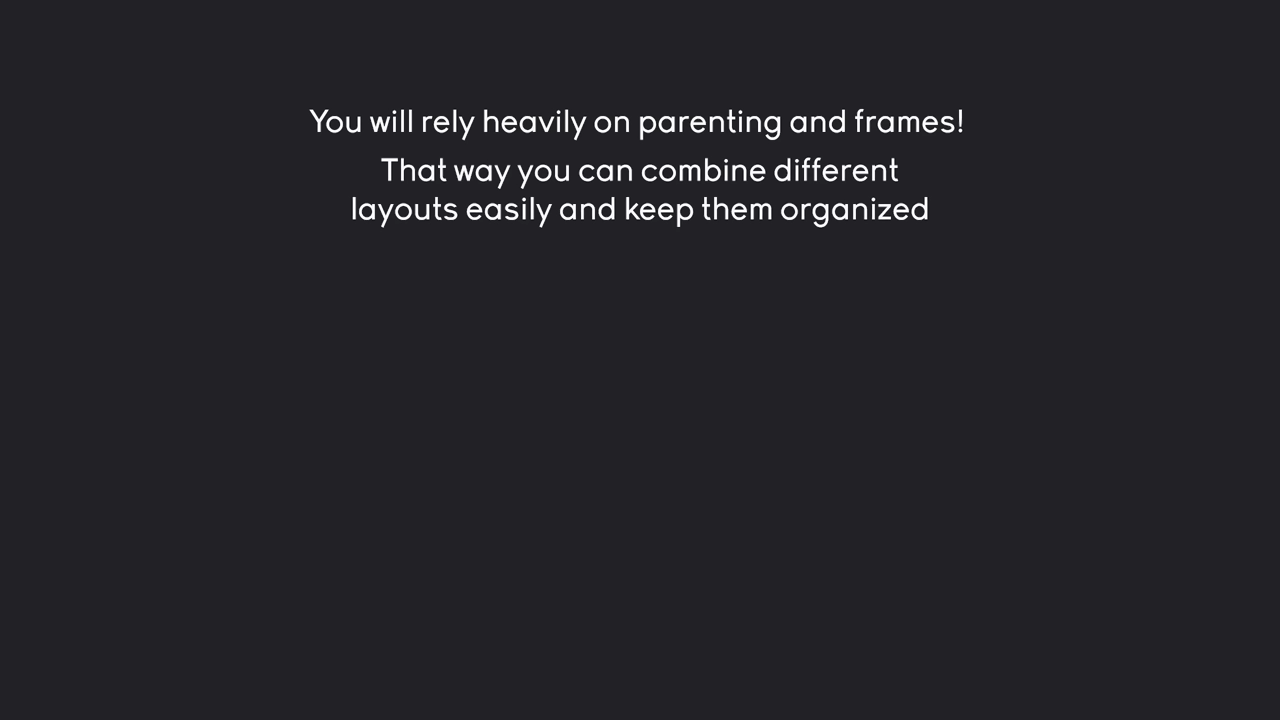 You will rely heavily on parenting and frames!
That way you can combine different
layouts easily and keep them organized